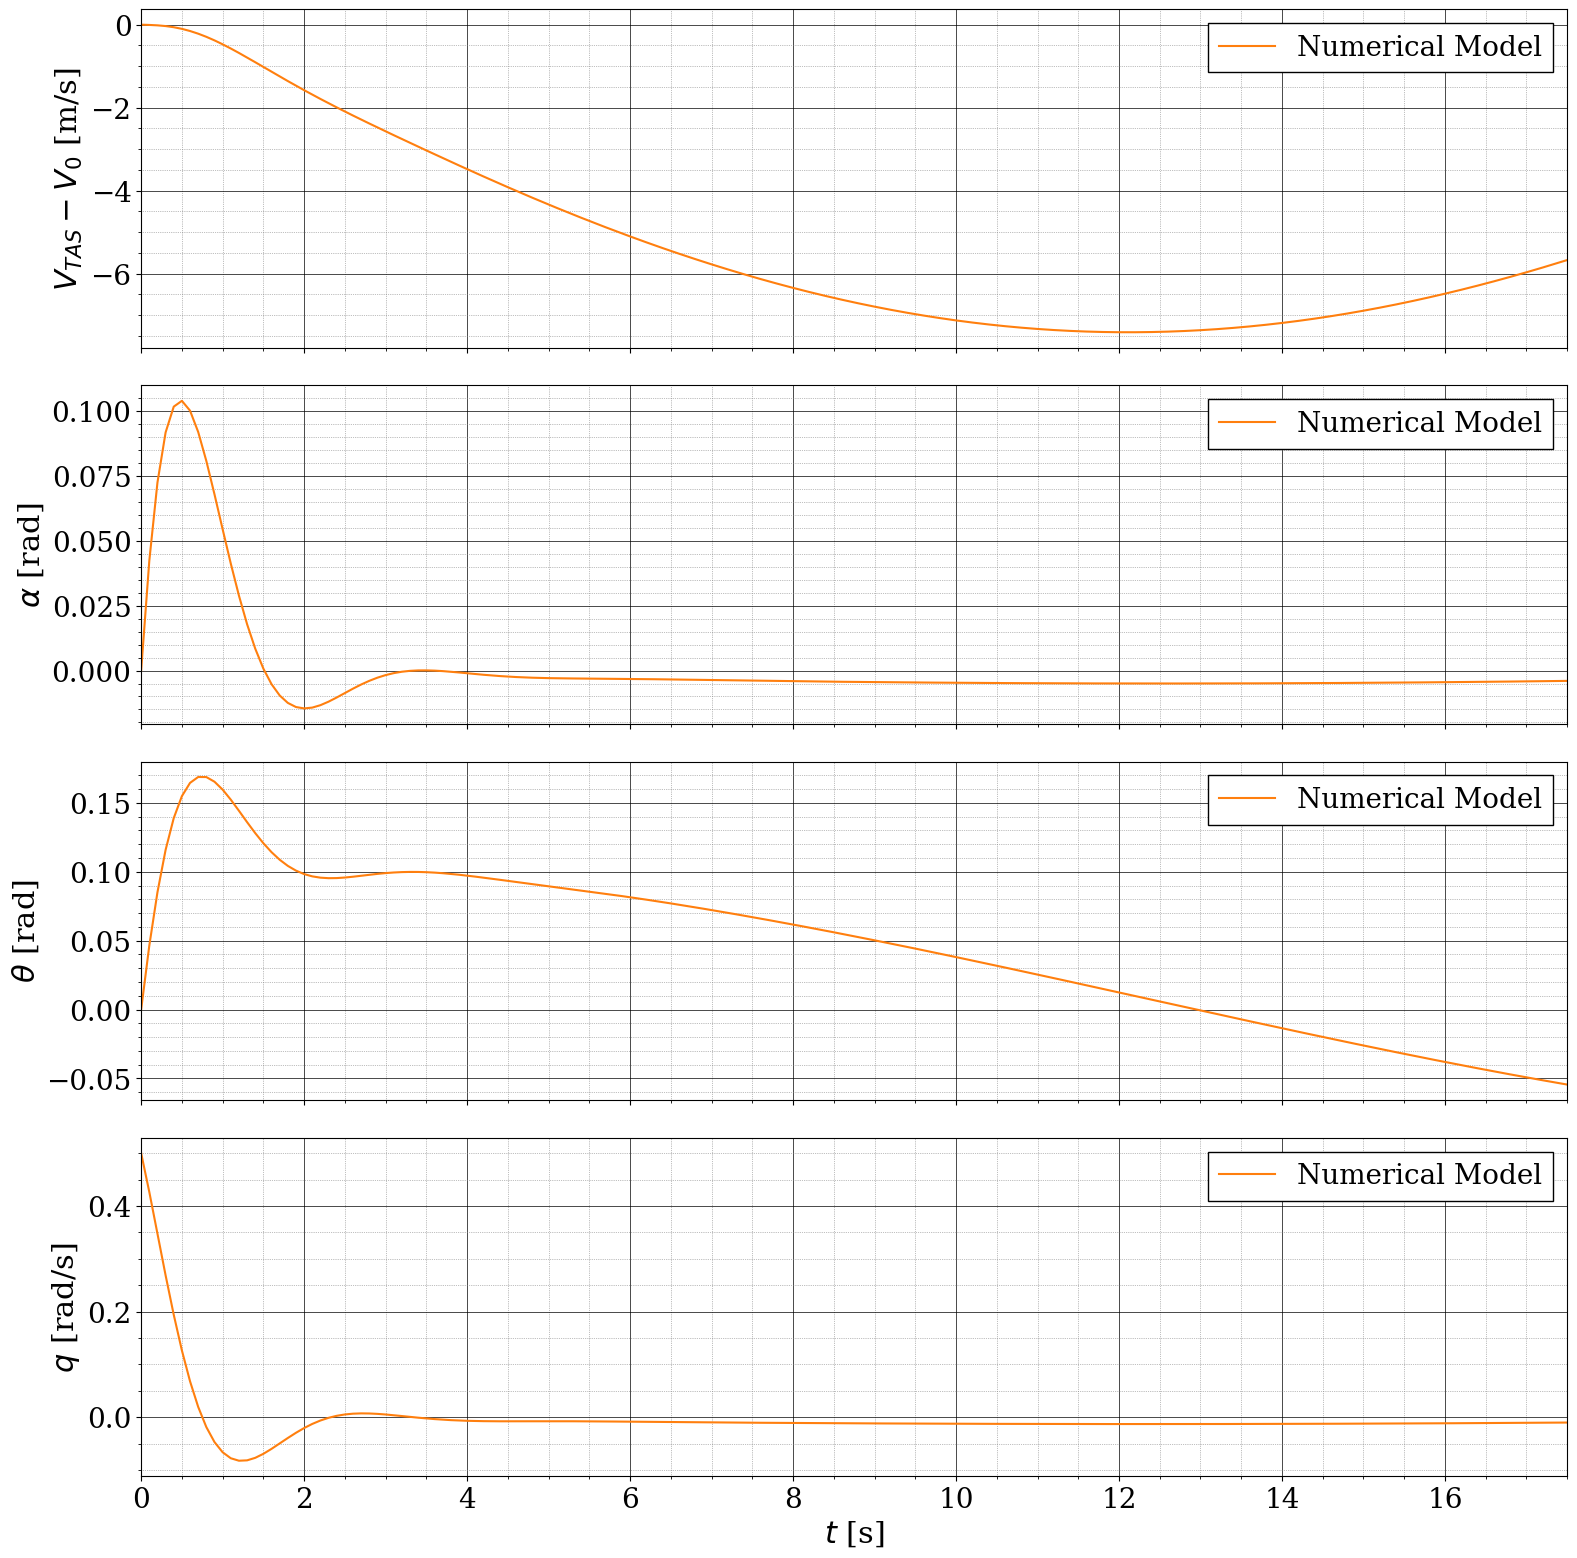 0
−2
−4
−6
V_TAS − V_0 [m/s]
Numerical Model
0.100
0.075
0.050
0.025
0.000
α [rad]
Numerical Model
0.15
0.10
0.05
0.00
−0.05
θ [rad]
Numerical Model
0.4
0.2
0.0
q [rad/s]
Numerical Model
0 2 4 6 8 10 12 14 16
t [s]